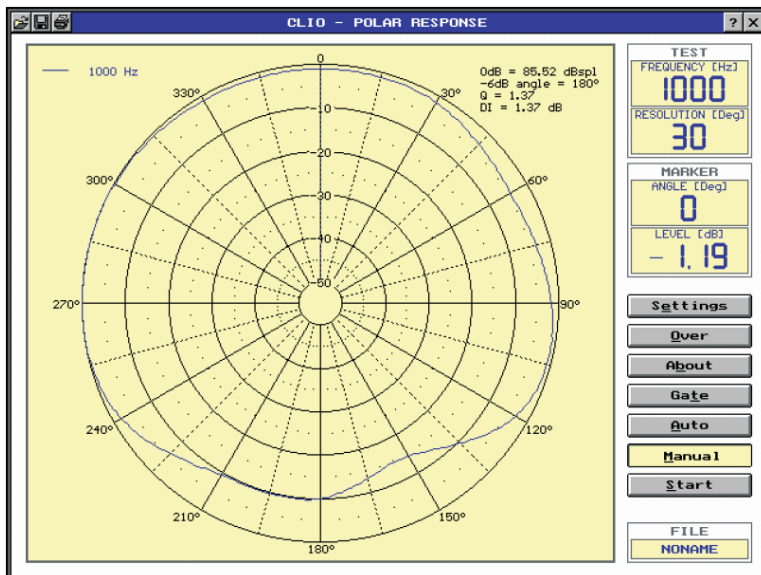 CLIO - POLAR RESPONSE
? X
1000 Hz
0dB = 85.52 dBspl
-6dB angle = 180°
Q = 1.37
DI = 1.37 dB
0
330°
30°
-10
-20
300°
60°
-30
-40
-50
270°
90°
240°
120°
210°
150°
180°
TEST
FREQUENCY [Hz]
1000
RESOLUTION [Deg]
30
MARKER
ANGLE [Deg]
0
LEVEL [dB]
-1.19
Settings
Over
About
Gate
Auto
Manual
Start
FILE
NONAME